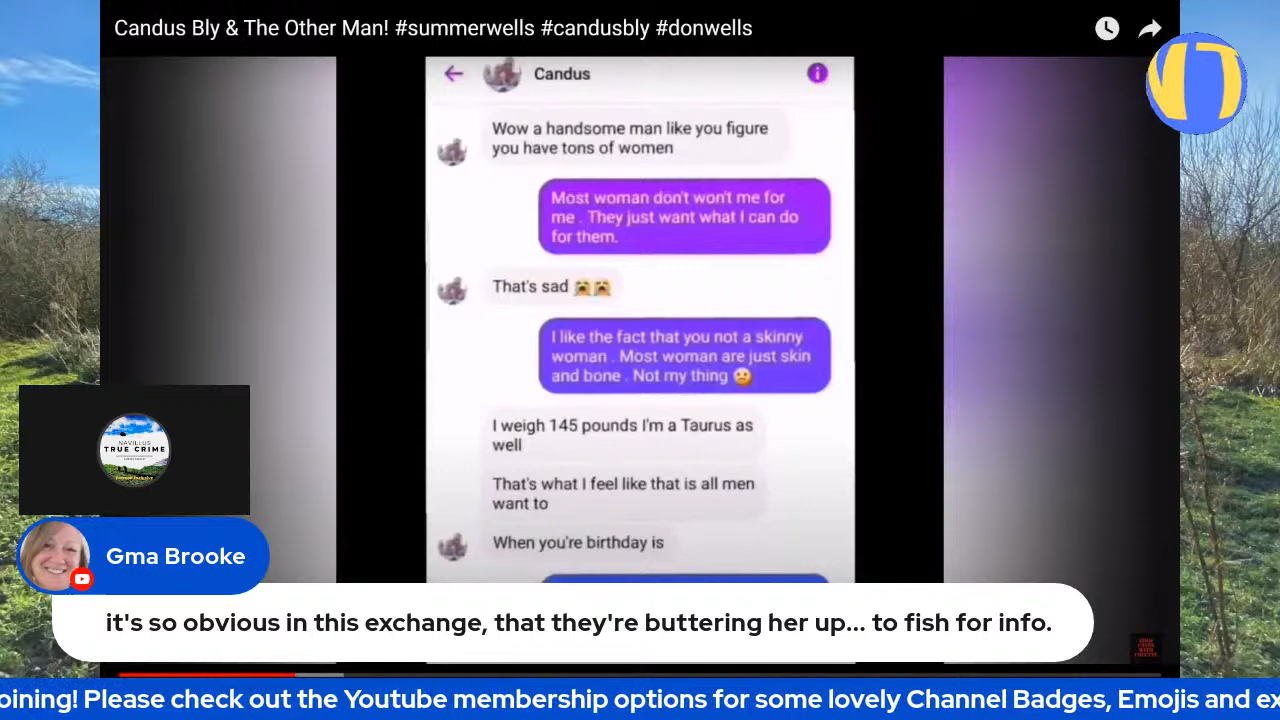 Candus Bly & The Other Man! #summerwells #candusbly #donwells
Candus
Wow a handsome man like you figure
you have tons of women
Most woman don't won't me for
me . They just want what I can do
for them.
That's sad 😭😭
I like the fact that you not a skinny
woman . Most woman are just skin
and bone . Not my thing 😕
I weigh 145 pounds I'm a Taurus as
well
That's what I feel like that is all men
want to
When you're birthday is
NAVILLUS
TRUE CRIME
Gma Brooke
it's so obvious in this exchange, that they're buttering her up... to fish for info.
oining! Please check out the Youtube membership options for some lovely Channel Badges, Emojis and ex